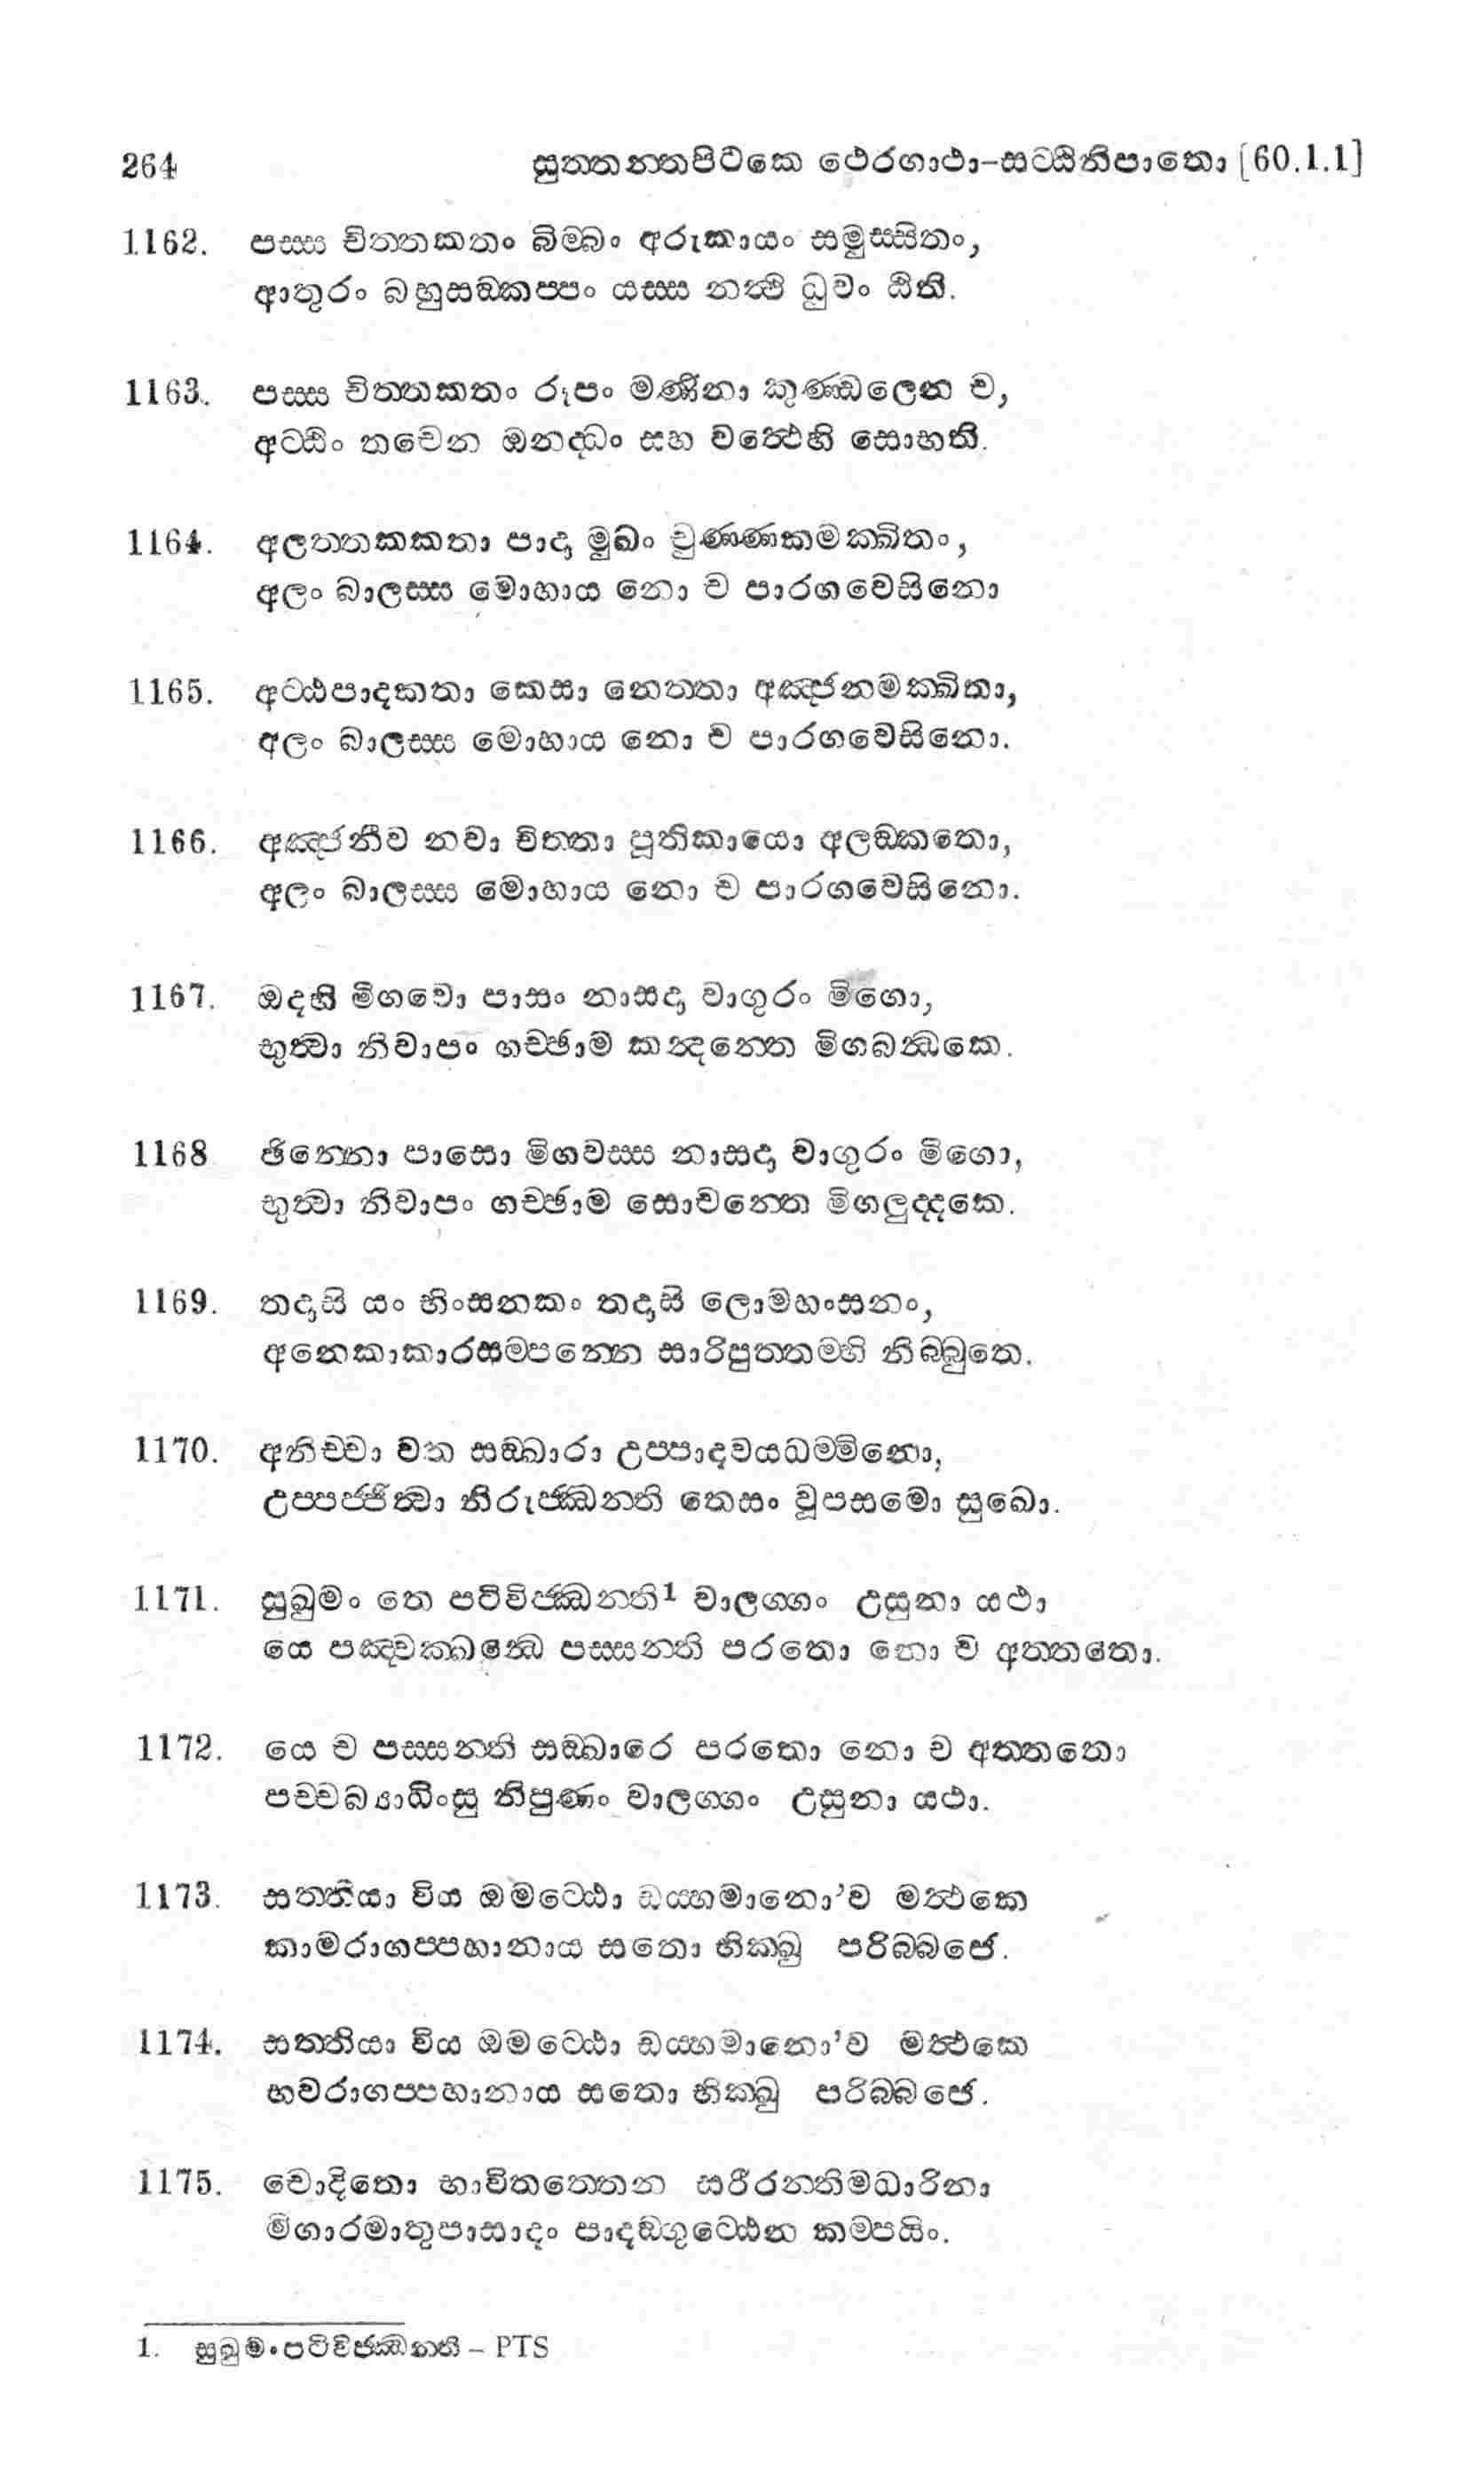 264 සුත්තන්තපිටකෙ ථෙරගාථා-සට්ඨිනිපාතො [60.1.1]
1162. පස්ස චිත්තකතං බිම්බං අරුකායං සමුස්සිතං,
ආතුරං බහුසඞ්කප්පං යස්ස නත්ථි ධුවං ඨිති.
1163. පස්ස චිත්තකතං රූපං මණිනා කුණ්ඩලෙන ච,
අට්ඨිං තචෙන ඔනද්ධං සහ වත්ථෙහි සොභති.
1164. අලත්තකකතා පාදා මුඛං චුණ්ණකමක්ඛිතං,
අලං බාලස්ස මොහාය නො ච පාරගවෙසිනො
1165. අට්ඨපාදකතා කෙසා නෙත්තා අඤ්ජනමක්ඛිතා,
අලං බාලස්ස මොහාය නො ච පාරගවෙසිනො.
1166. අඤ්ජනීව නවා චිත්තා පූතිකායො අලඞ්කතො,
අලං බාලස්ස මොහාය නො ච පාරගවෙසිනො.
1167. ඔදහි මිගවො පාසං නාසදා වාගුරං මිගො,
භුත්වා නිවාපං ගච්ඡාම කන්දන්තෙ මිගබන්ධකෙ.
1168 ඡින්නො පාසො මිගවස්ස නාසදා වාගුරං මිගො,
භුත්වා නිවාපං ගච්ඡාම සොචන්තෙ මිගලුද්දකෙ.
1169. තදාසි යං භිංසනකං තදාසි ලොමහංසනං,
අනෙකාකාරසම්පන්නෙ සාරිපුත්තම්හි නිබ්බුතෙ.
1170. අනිච්චා වත සඞ්ඛාරා උප්පාදවයධම්මිනො,
උප්පජ්ජිත්වා නිරුජ්ඣන්ති තෙසං වූපසමො සුඛො.
1171. සුඛුමං තෙ පටිවිජ්ඣන්ති1 වාලග්ගං උසුනා යථා
යෙ පඤ්චක්ඛන්ධෙ පස්සන්ති පරතො නො ච අත්තතො.
1172. යෙ ච පස්සන්ති සඞ්ඛාරෙ පරතො නො ච අත්තතො
පච්චබ්‍යාධිංසු නිපුණං වාලග්ගං උසුනා යථා.
1173. සත්තියා විය ඔමට්ඨො ඩය්හමානො'ව මත්ථකෙ
කාමරාගප්පහානාය සතො භික්ඛු පරිබ්බජෙ.
1174. සත්තියා විය ඔමට්ඨො ඩය්හමානො'ව මත්ථකෙ
භවරාගප්පහානාය සතො භික්ඛු පරිබ්බජෙ.
1175. චොදිතො භාවිතත්තෙන සරීරන්තිමධාරිනා
මිගාරමාතුපාසාදං පාදඞ්ගුට්ඨෙන කම්පයිං.
1. සුඛුමං පටිවිජ්ඣන්ති – PTS